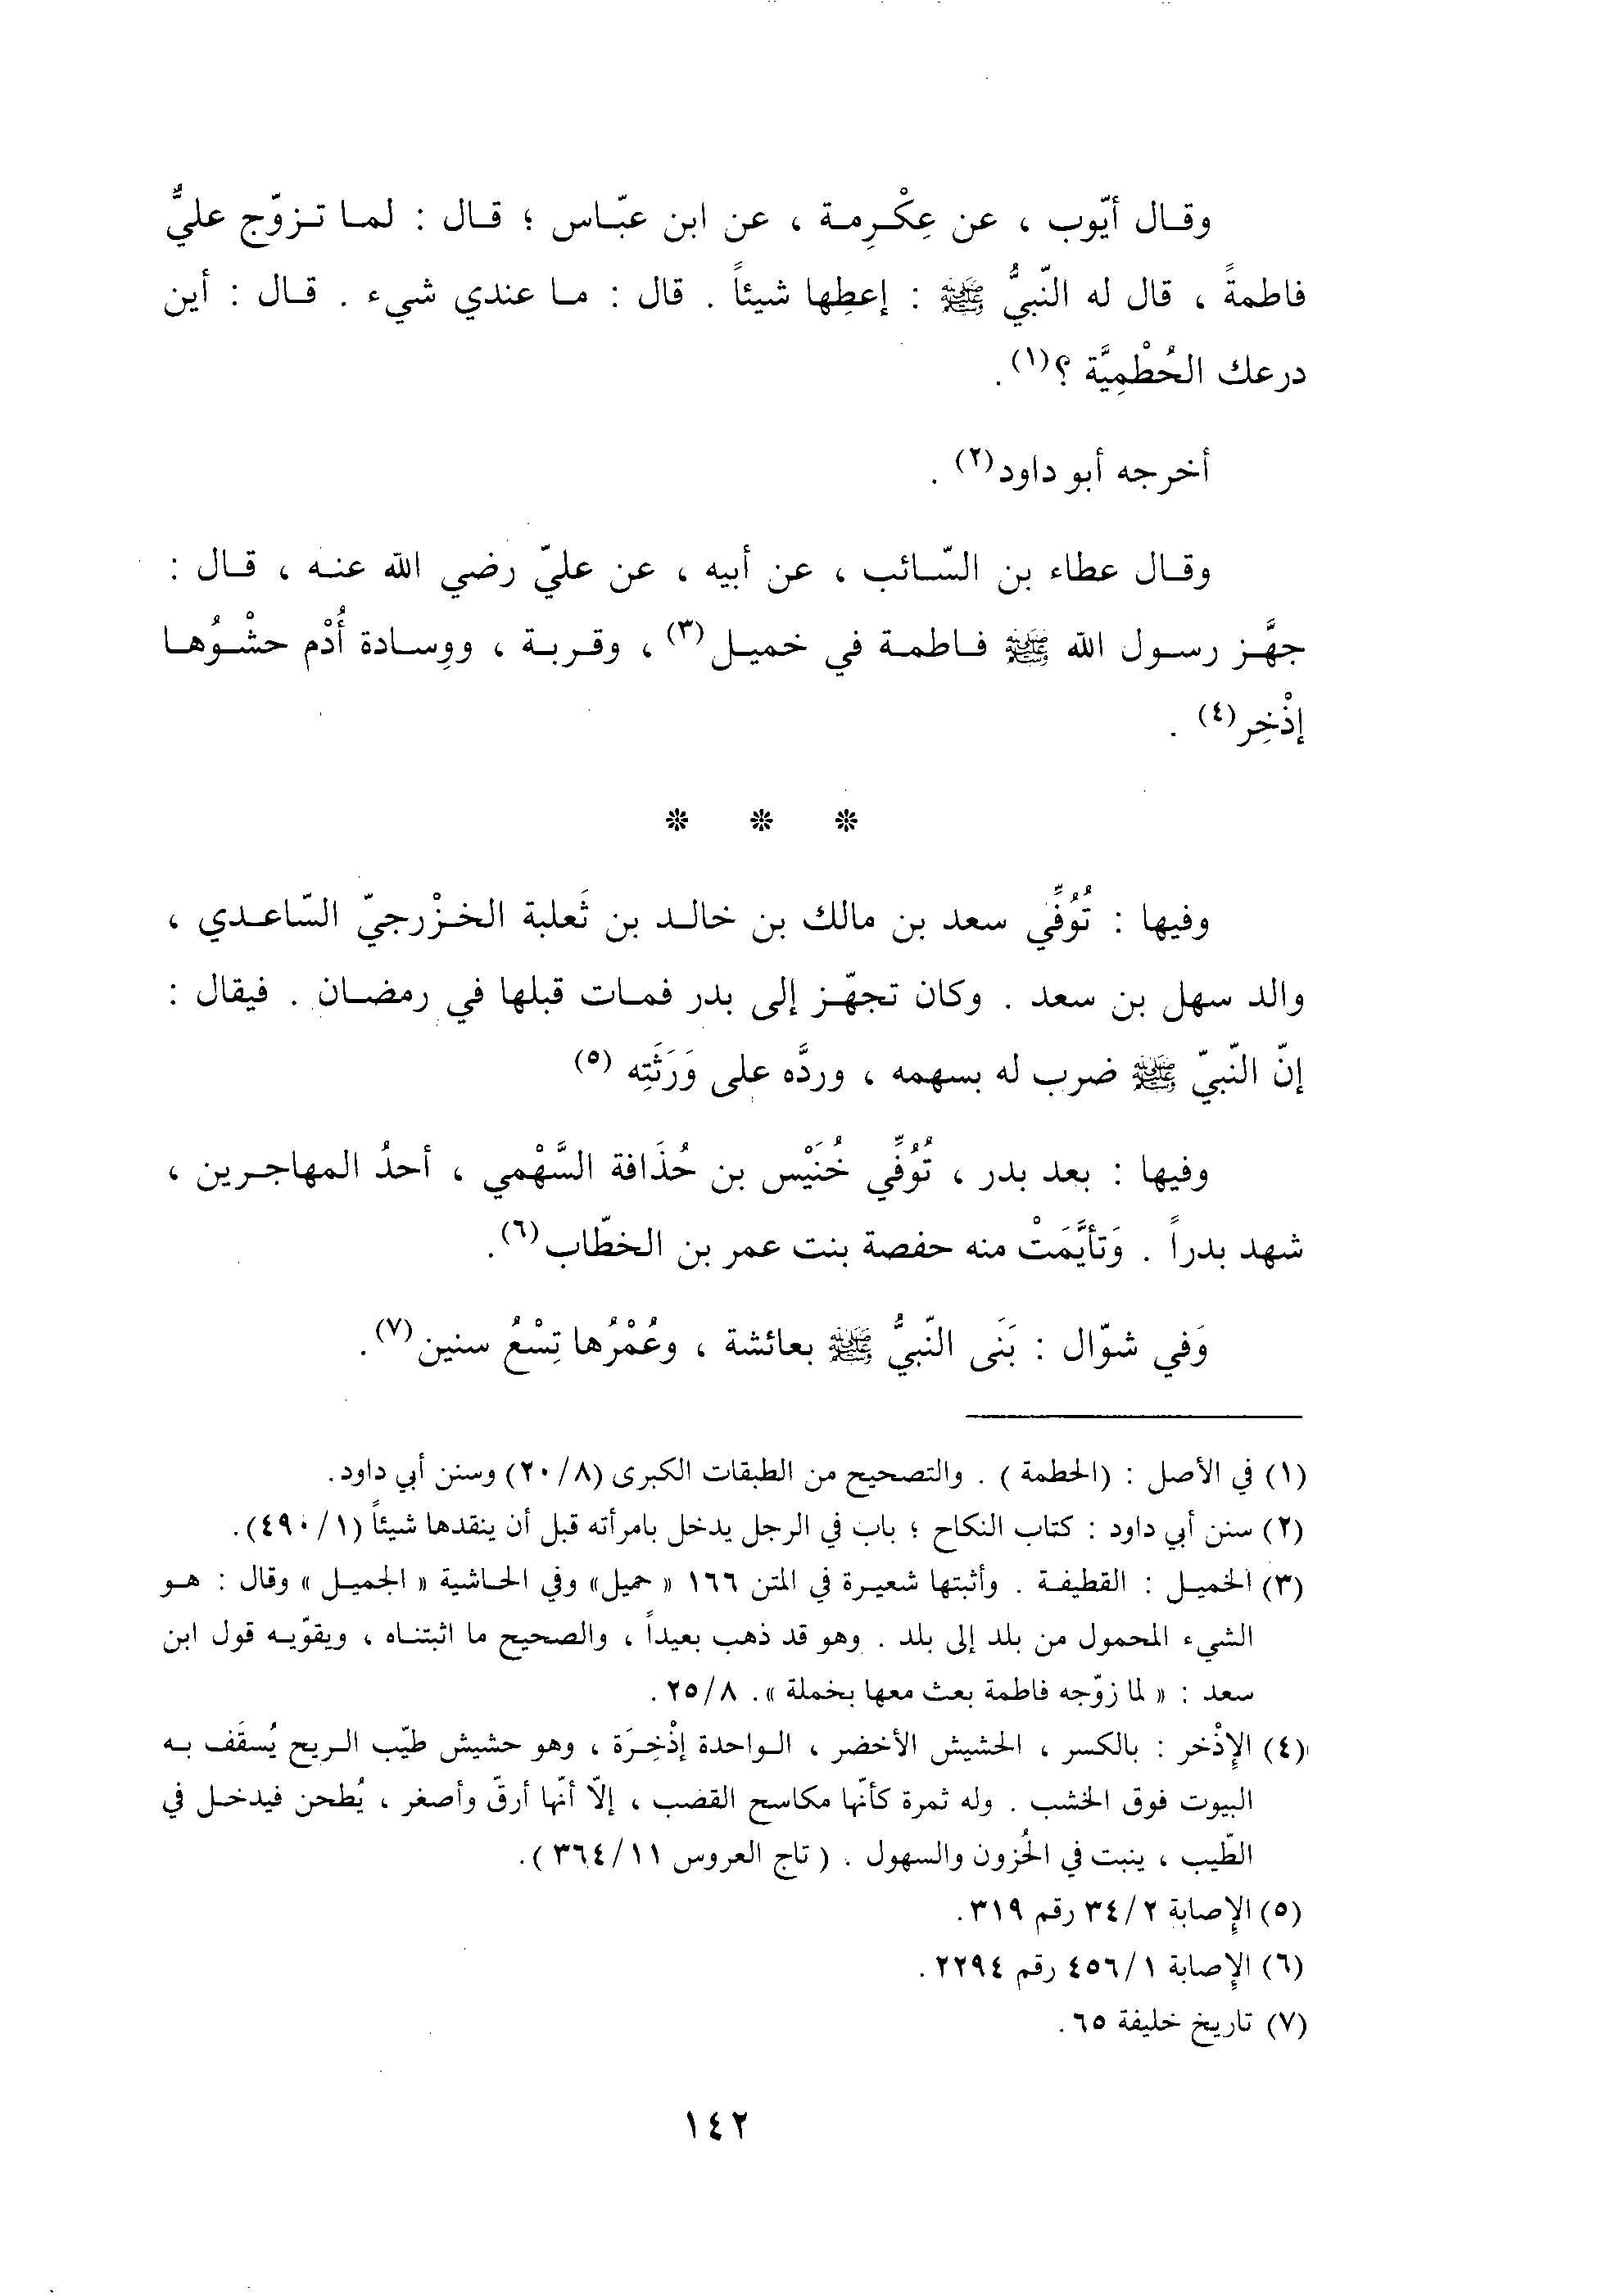 وقال أيّوب ، عن عِكْرِمة ، عن ابن عبّاس ؛ قال : لما تزوّج عليٌّ
فاطمةً ، قال له النّبيُّ ﷺ : إعطِها شيئاً . قال : ما عندي شيء . قال : أين
درعك الحُطْمِيَّة ؟(١).
أخرجه أبو داود(٢) .
وقال عطاء بن السّائب ، عن أبيه ، عن عليّ رضي الله عنه ، قال :
جهَّز رسول الله ﷺ فاطمة في خميل(٣) ، وقربة ، ووِسادة أُدْم حشْوُها
إذْخِر(٤) .
* * *
وفيها : تُوُفِّي سعد بن مالك بن خالد بن ثَعلبة الخزْرجيّ السّاعدي ،
والد سهل بن سعد . وكان تجهّز إلى بدر فمات قبلها في رمضان . فيقال :
إنّ النّبيّ ﷺ ضرب له بسهمه ، وردَّه على وَرَثَتِه (٥)
وفيها : بعد بدر ، تُوُفِّي خُنَيْس بن حُذَافة السَّهْمي ، أحدُ المهاجرين ،
شهد بدراً . وَتأيَّمَتْ منه حفصة بنت عمر بن الخطّاب(٦).
وَفي شوّال : بَنَى النّبيُّ ﷺ بعائشة ، وعُمْرُها تِسْعُ سنين(٧).
(١) في الأصل : (الحطمة ) . والتصحيح من الطبقات الكبرى (٢٠/٨) وسنن أبي داود.
(٢) سنن أبي داود : كتاب النكاح ؛ باب في الرجل يدخل بامرأته قبل أن ينقدها شيئاً (٤٩٠/١).
(٣) الخميل : القطيفة . وأثبتها شعيرة في المتن ١٦٦ « حميل» وفي الحاشية « الجميل » وقال : هو
الشيء المحمول من بلد إلى بلد . وهو قد ذهب بعيداً ، والصحيح ما اثبتناه ، ويقوّيه قول ابن
سعد : « لما زوّجه فاطمة بعث معها بخملة ». ٢٥/٨ .
(٤) الإذْخر : بالكسر ، الحشيش الأخضر ، الواحدة إذْخِرَة ، وهو حشيش طيّب الريح يُسقَف به
البيوت فوق الخشب . وله ثمرة كأنّها مكاسح القضب ، إلّا أنّها أرقّ وأصغر ، يُطحن فيدخل في
الطّيب ، ينبت في الحُزون والسهول . ( تاج العروس ٣٦٤/١١ ).
(٥) الإصابة ٣٤/٢ رقم ٣١٩.
(٦) الإصابة ٤٥٦/١ رقم ٢٢٩٤ .
(٧) تاريخ خليفة ٦٥.
١٤٢